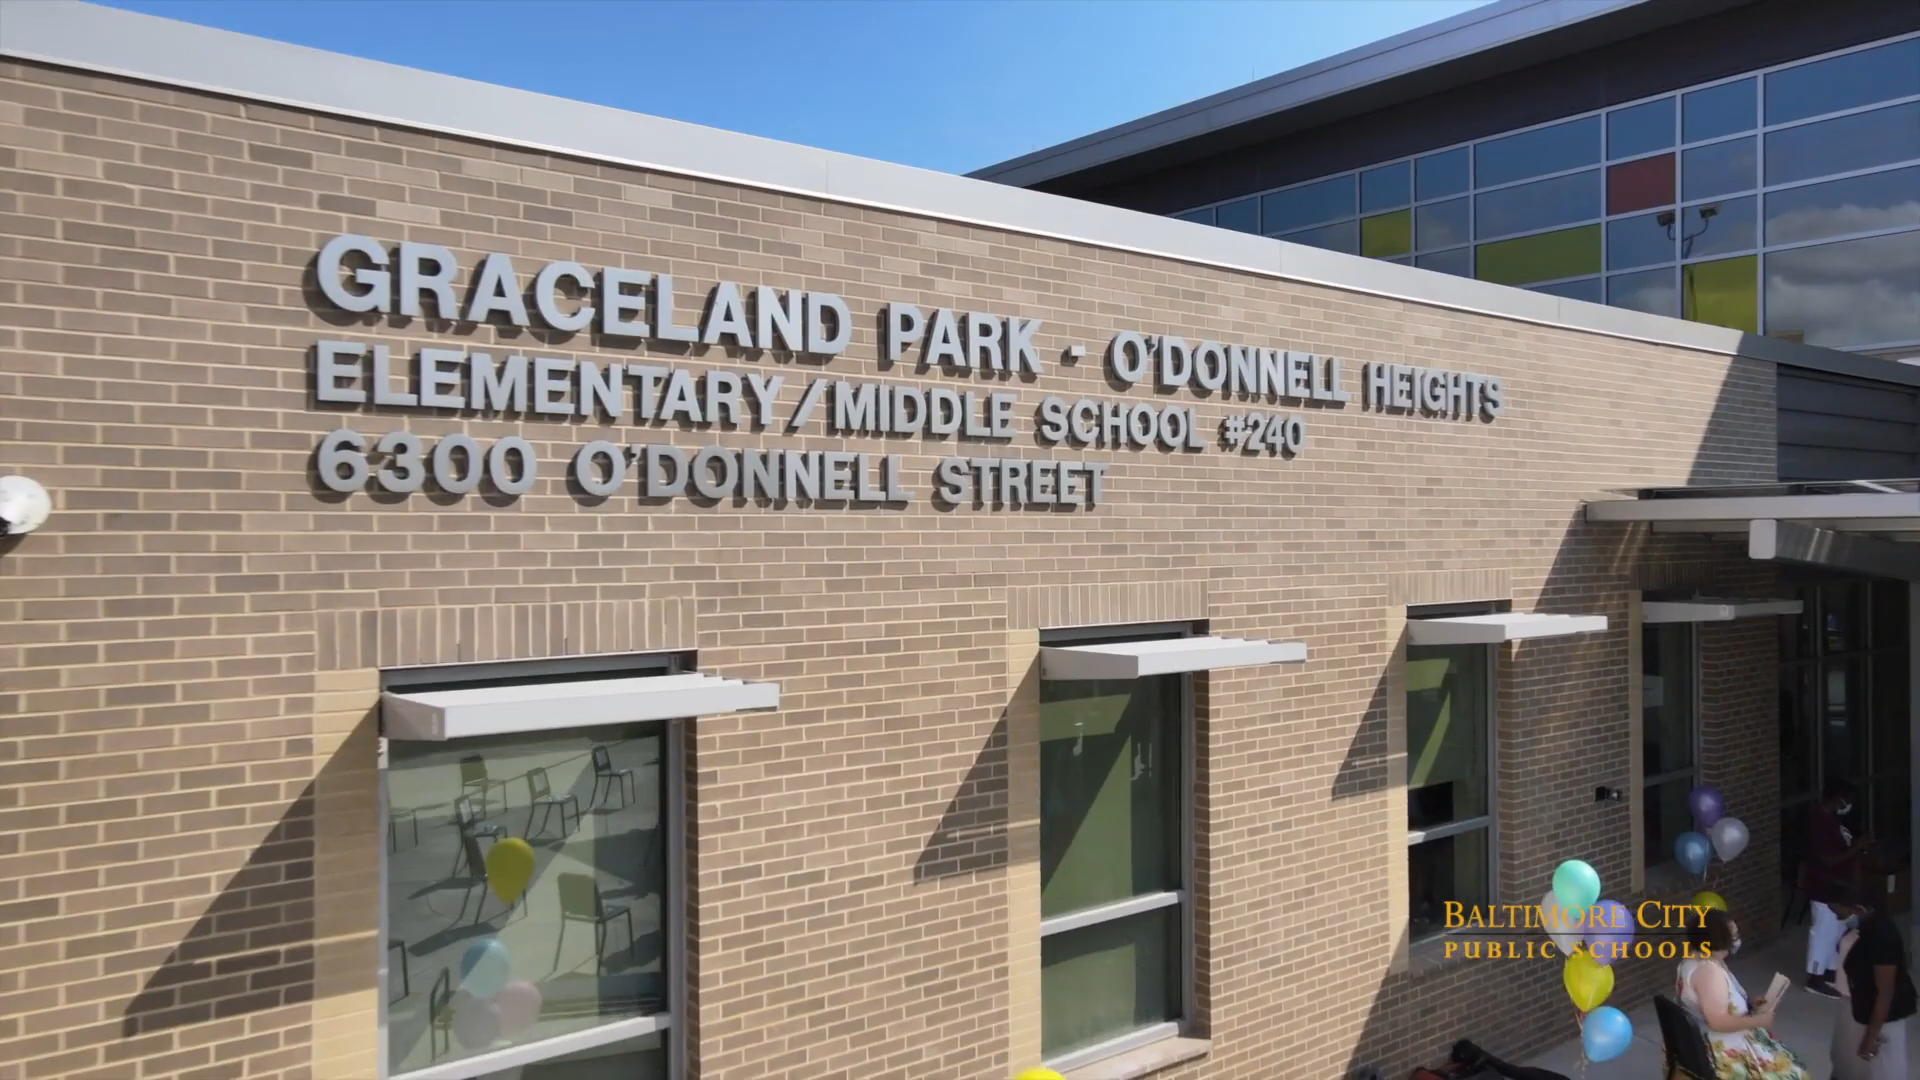 GRACELAND PARK - O'DONNELL HEIGHTS
ELEMENTARY/MIDDLE SCHOOL #240
6300 O'DONNELL STREET
BALTIMORE CITY
PUBLIC SCHOOLS